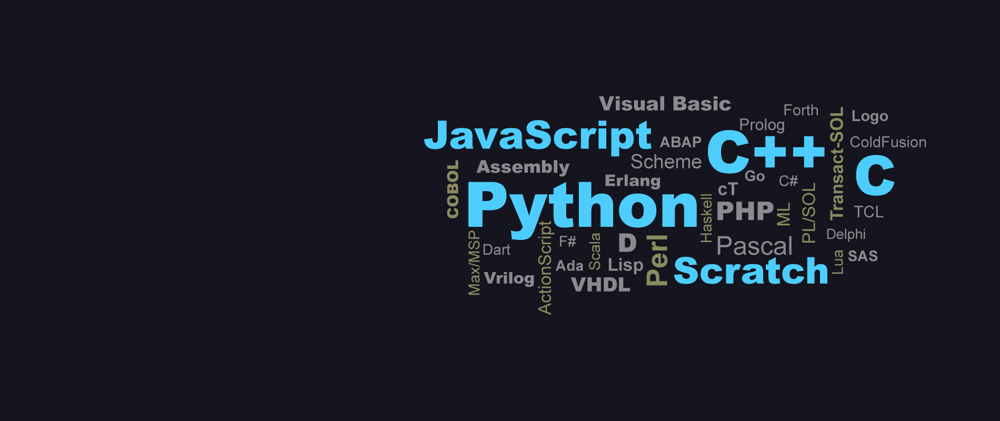 Visual Basic
Forth
Logo
Prolog
JavaScript
ABAP
C++
Transact-SOL
ColdFusion
Scheme
C
COBOL
Assembly
Erlang
Go
C#
cT
Python
Haskell
PHP
ML
PL/SOL
TCL
Max/MSP
Dart
ActionScript
F#
Scala
D
Perl
Pascal
Delphi
Ada
Lisp
Scratch
Lua
SAS
Vrilog
VHDL